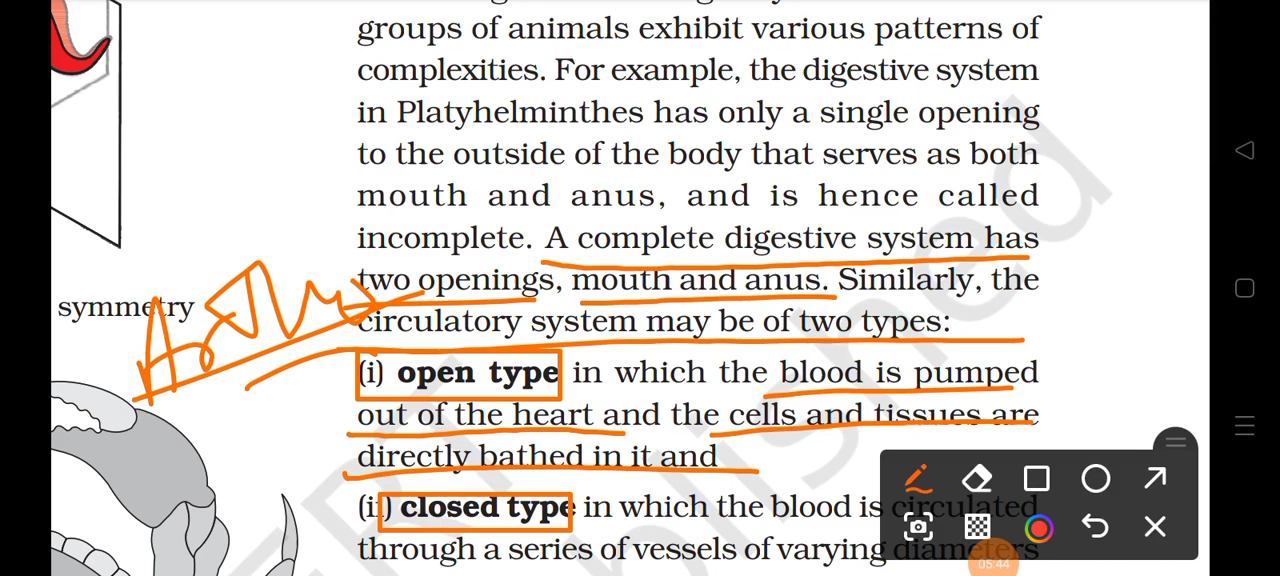 groups of animals exhibit various patterns of
complexities. For example, the digestive system
in Platyhelminthes has only a single opening
to the outside of the body that serves as both
mouth and anus, and is hence called
incomplete. A complete digestive system has
two openings, mouth and anus. Similarly, the
symmetry
circulatory system may be of two types:
(i) open type in which the blood is pumped
out of the heart and the cells and tissues are
directly bathed in it and
(ii) closed type in which the blood is circulated
through a series of vessels of varying diameters
05:44